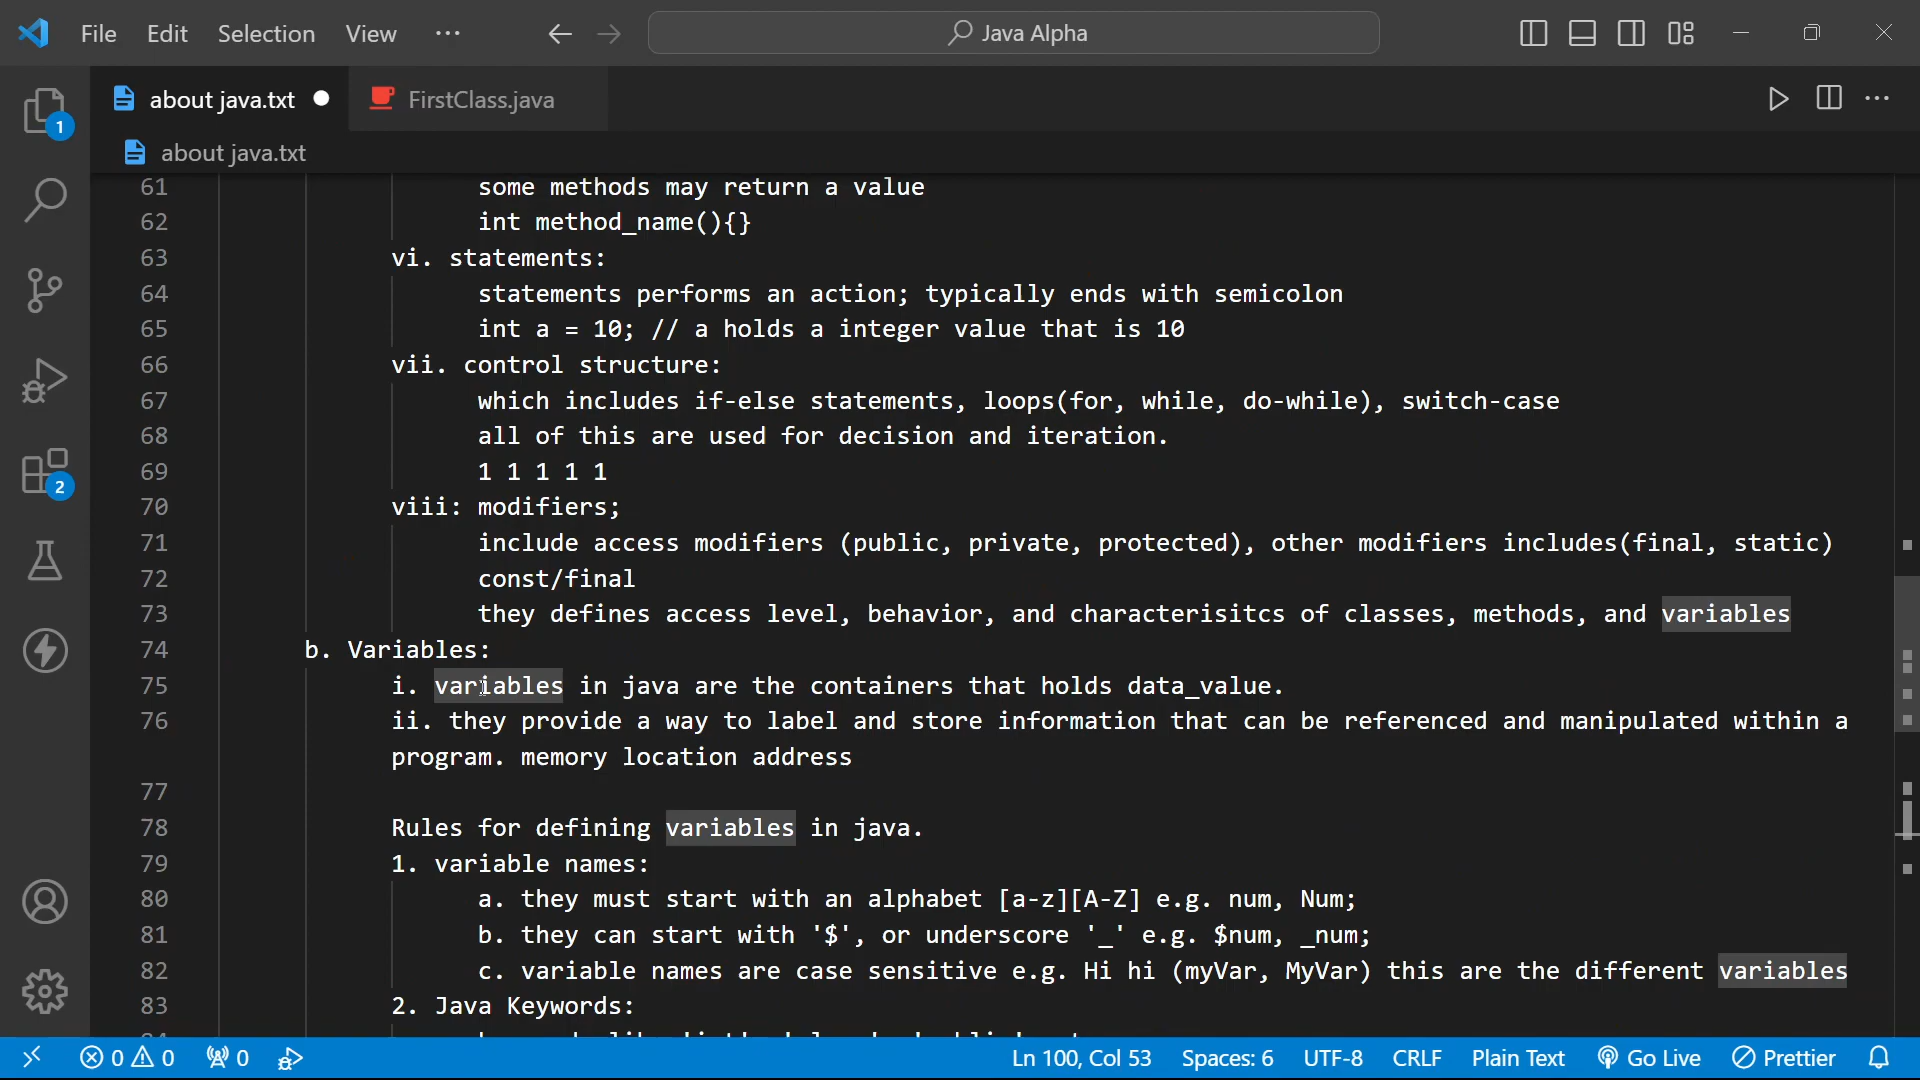 File Edit Selection View ··· Java Alpha
about java.txt FirstClass.java
about java.txt
1
2
61 some methods may return a value
62 int method_name(){}
63 vi. statements:
64 statements performs an action; typically ends with semicolon
65 int a = 10; // a holds a integer value that is 10
66 vii. control structure:
67 which includes if-else statements, loops(for, while, do-while), switch-case
68 all of this are used for decision and iteration.
69 1 1 1 1 1
70 viii: modifiers;
71 include access modifiers (public, private, protected), other modifiers includes(final, static)
72 const/final
73 they defines access level, behavior, and characterisitcs of classes, methods, and variables
74 b. Variables:
75 i. variables in java are the containers that holds data_value.
76 ii. they provide a way to label and store information that can be referenced and manipulated within a
program. memory location address
77
78 Rules for defining variables in java.
79 1. variable names:
80 a. they must start with an alphabet [a-z][A-Z] e.g. num, Num;
81 b. they can start with '$', or underscore '_' e.g. $num, _num;
82 c. variable names are case sensitive e.g. Hi hi (myVar, MyVar) this are the different variables
83 2. Java Keywords:
0 0 0 Ln 100, Col 53 Spaces: 6 UTF-8 CRLF Plain Text Go Live Prettier